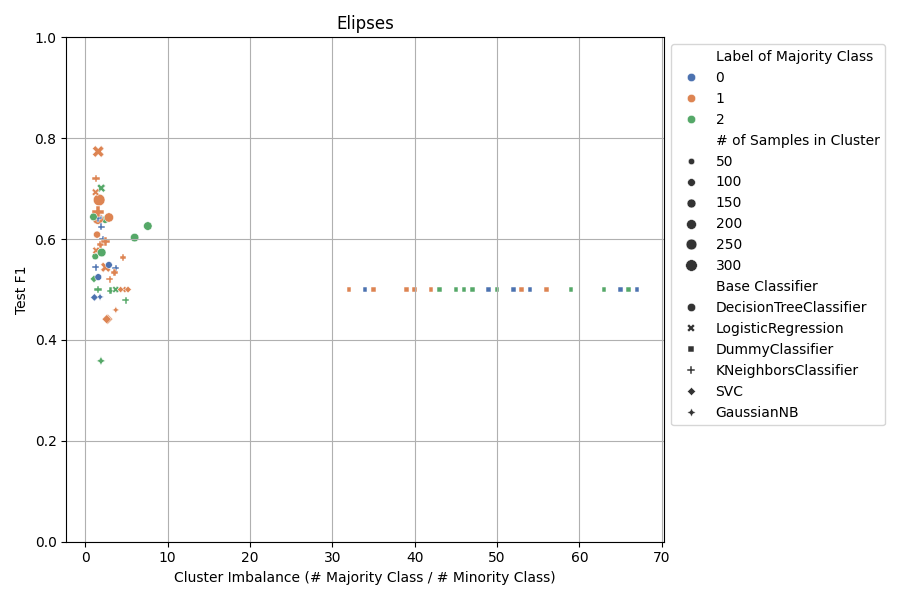 Elipses
1.0
0.8
0.6
0.4
0.2
0.0
Test F1
0 10 20 30 40 50 60 70
Cluster Imbalance (# Majority Class / # Minority Class)
Label of Majority Class
0
1
2
# of Samples in Cluster
50
100
150
200
250
300
Base Classifier
DecisionTreeClassifier
LogisticRegression
DummyClassifier
KNeighborsClassifier
SVC
GaussianNB